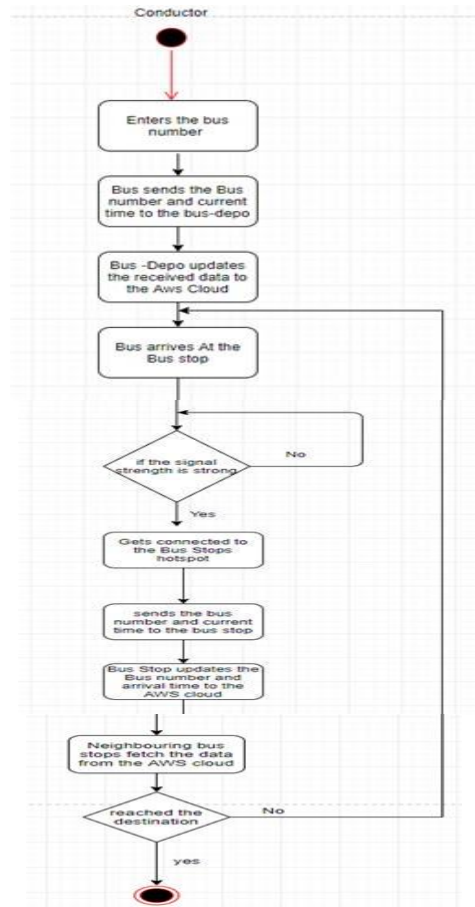 Conductor
Enters the bus
number
Bus sends the Bus
number and current
time to the bus-depo
Bus -Depo updates
the received data to
the Aws Cloud
Bus arrives At the
Bus stop
if the signal
strength is strong
No
Yes
Gets connected to
the Bus Stops
hotspot
sends the bus
number and current
time to the bus stop
Bus Stop updates the
Bus number and
arrival time to the
AWS cloud
Neighbouring bus
stops fetch the data
from the AWS cloud
reached the
destination
No
yes